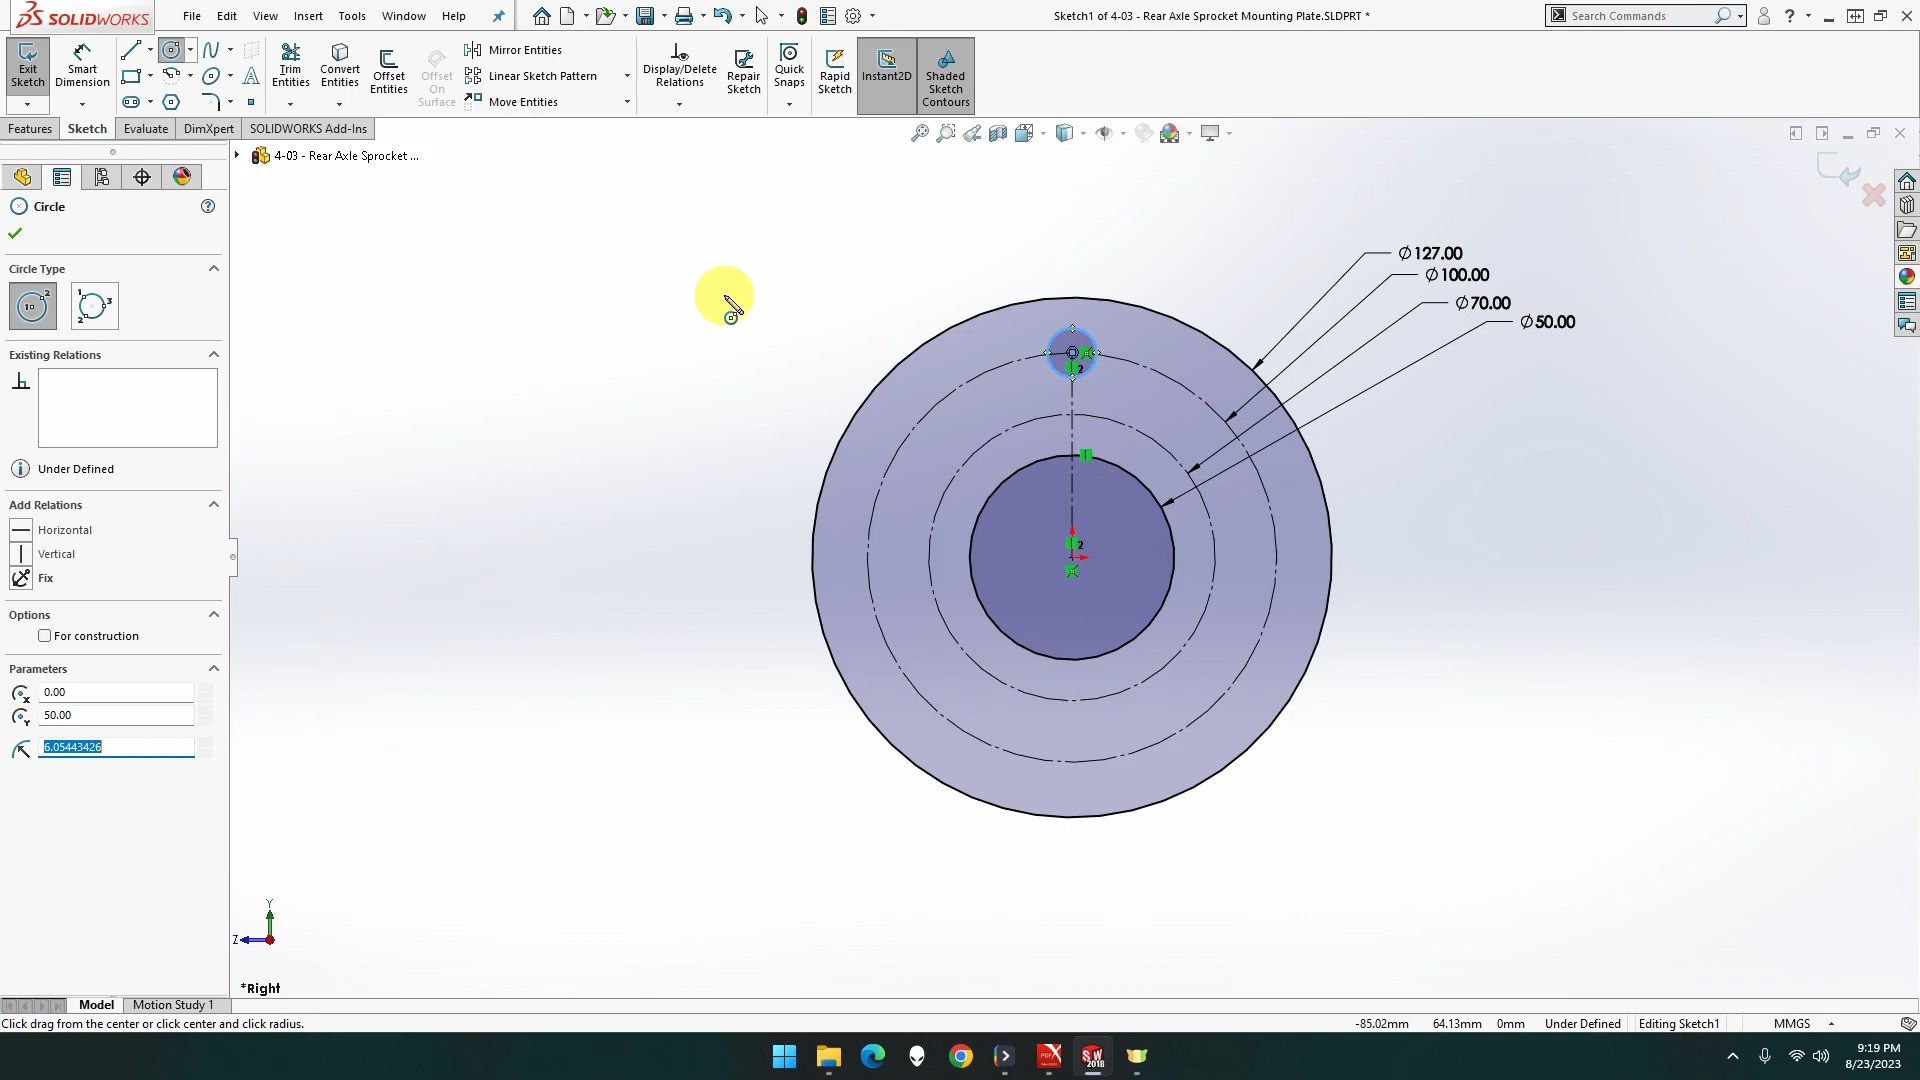 SOLIDWORKS
File Edit View Insert Tools Window Help
Sketch1 of 4-03 - Rear Axle Sprocket Mounting Plate.SLDPRT *
Search Commands
Exit Sketch
Smart Dimension
Trim Entities
Convert Entities
Offset Entities
Offset On Surface
Mirror Entities
Linear Sketch Pattern
Move Entities
Display/Delete Relations
Repair Sketch
Quick Snaps
Rapid Sketch
Instant2D
Shaded Sketch Contours
Features Sketch Evaluate DimXpert SOLIDWORKS Add-Ins
4-03 - Rear Axle Sprocket ...
Circle
Circle Type
Existing Relations
Under Defined
Add Relations
Horizontal
Vertical
Fix
Options
For construction
Parameters
0.00
50.00
6.05443426
∅127.00
∅100.00
∅70.00
∅50.00
2
2
Y
Z
*Right
Model Motion Study 1
Click drag from the center or click center and click radius.
-85.02mm 64.13mm 0mm Under Defined Editing Sketch1 MMGS
9:19 PM
8/23/2023